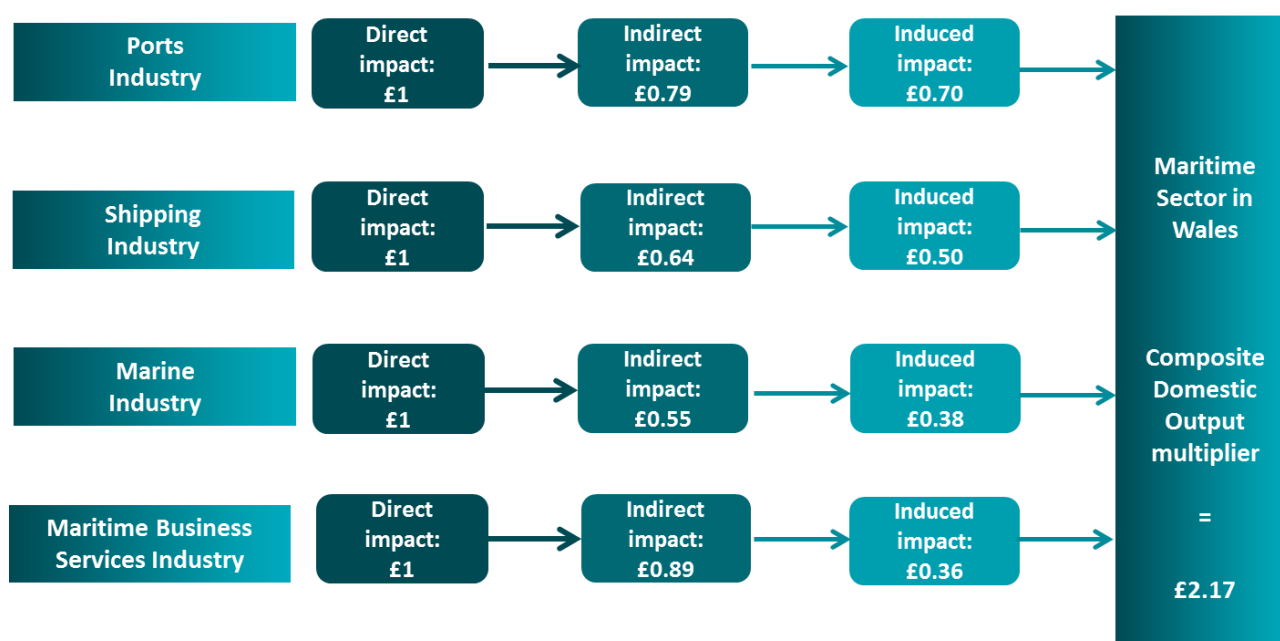 Ports
Industry
Direct
impact:
£1
Indirect
impact:
£0.79
Induced
impact:
£0.70
Shipping
Industry
Direct
impact:
£1
Indirect
impact:
£0.64
Induced
impact:
£0.50
Marine
Industry
Direct
impact:
£1
Indirect
impact:
£0.55
Induced
impact:
£0.38
Maritime Business
Services Industry
Direct
impact:
£1
Indirect
impact:
£0.89
Induced
impact:
£0.36
Maritime
Sector in
Wales
Composite
Domestic
Output
multiplier
=
£2.17